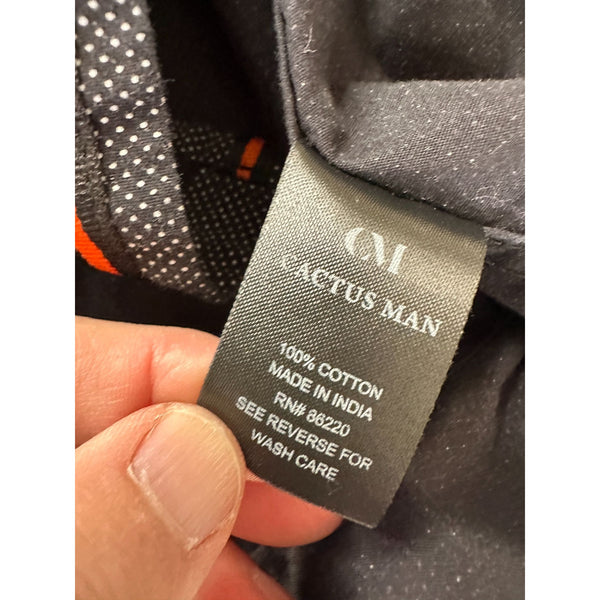 CM
CACTUS MAN
100% COTTON
MADE IN INDIA
RN# 86220
SEE REVERSE FOR
WASH CARE